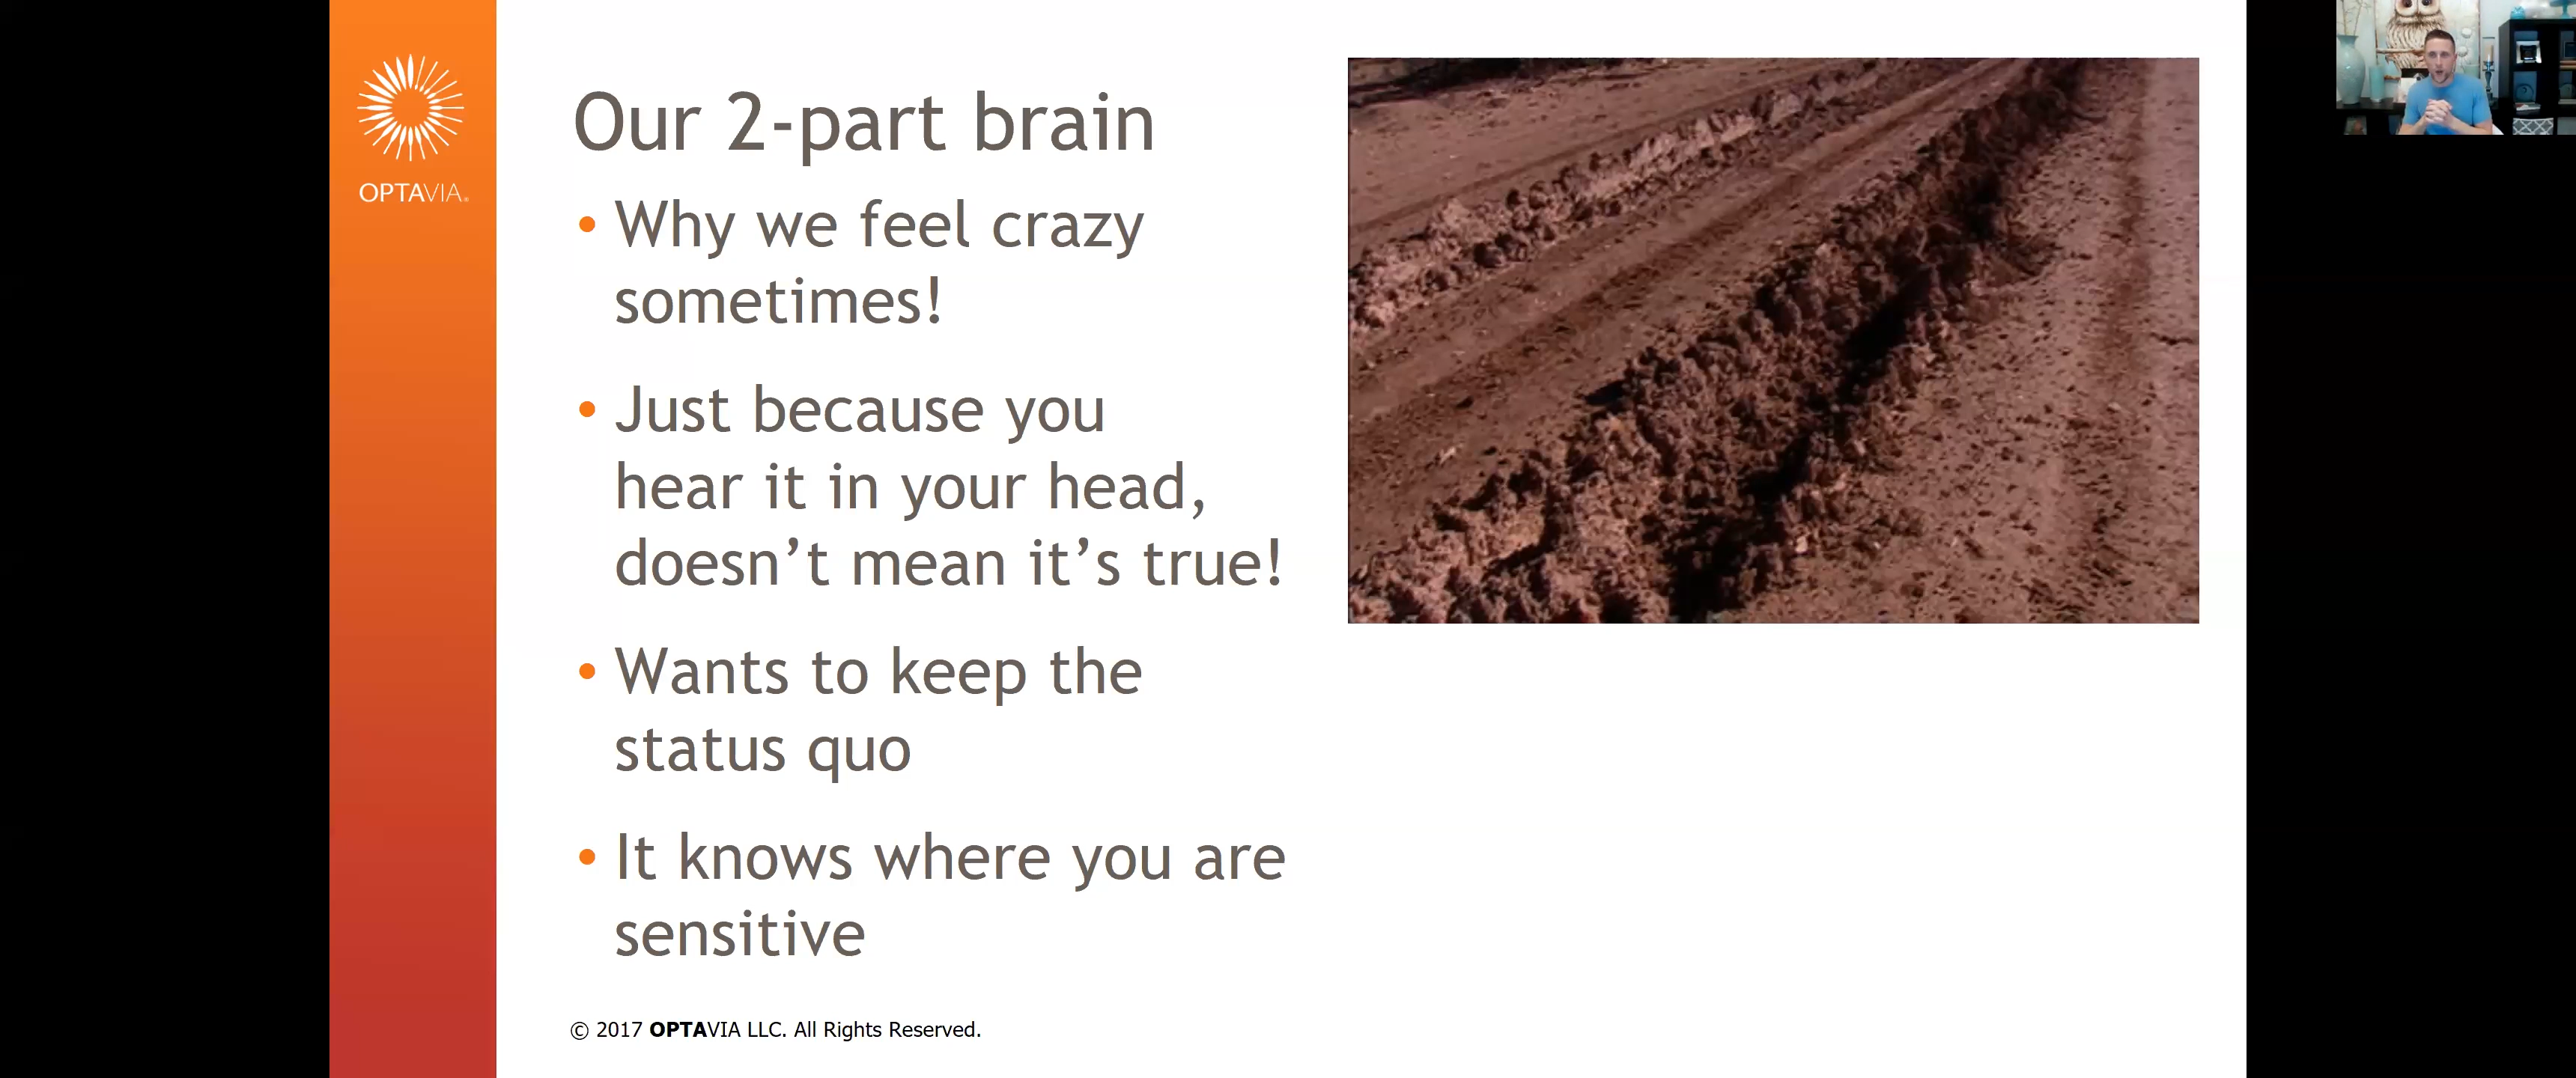 OPTAVIA®
Our 2-part brain
• Why we feel crazy
sometimes!
• Just because you
hear it in your head,
doesn’t mean it’s true!
• Wants to keep the
status quo
• It knows where you are
sensitive
© 2017 OPTAVIA LLC. All Rights Reserved.